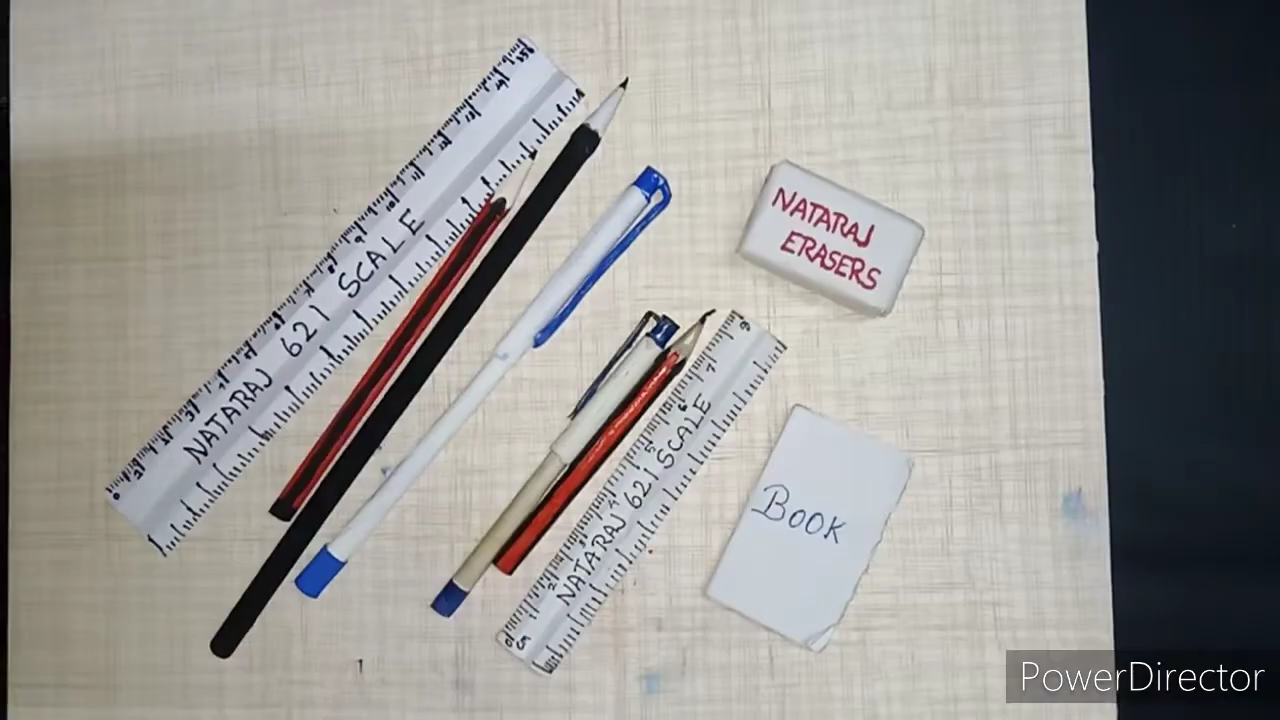 NATARAJ 621 SCALE
NATARAJ
ERASERS
NATARAJ 621 SCALE
BOOK
PowerDirector